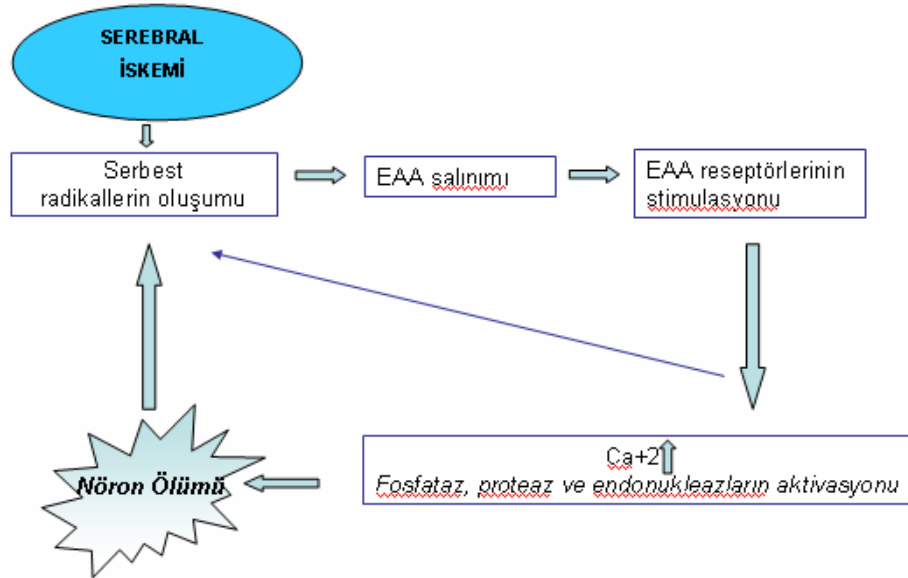 SEREBRAL
İSKEMİ
Serbest
radikallerin oluşumu
EAA salınımı
EAA reseptörlerinin
stimulasyonu
Ca+2
Fosfataz, proteaz ve endonukleazların aktivasyonu
Nöron Ölümü